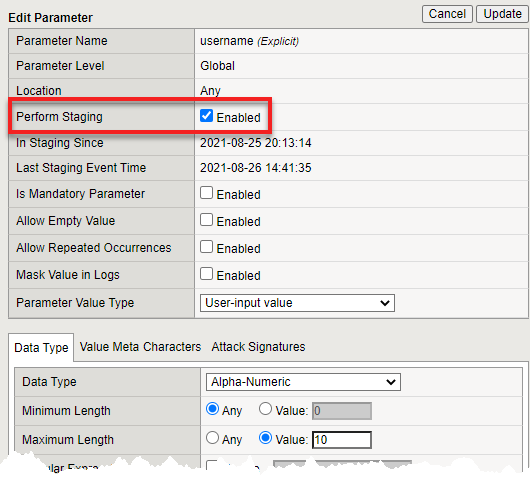 Edit Parameter Cancel Update
Parameter Name username (Explicit)
Parameter Level Global
Location Any
Perform Staging Enabled
In Staging Since 2021-08-25 20:13:14
Last Staging Event Time 2021-08-26 14:41:35
Is Mandatory Parameter Enabled
Allow Empty Value Enabled
Allow Repeated Occurrences Enabled
Mask Value in Logs Enabled
Parameter Value Type User-input value
Data Type Value Meta Characters Attack Signatures
Data Type Alpha-Numeric
Minimum Length Any Value: 0
Maximum Length Any Value: 10